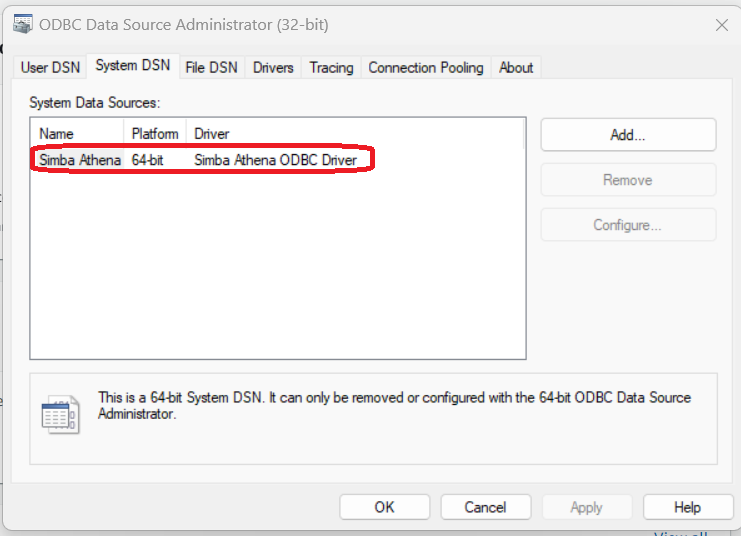 ODBC Data Source Administrator (32-bit)
User DSN System DSN File DSN Drivers Tracing Connection Pooling About
System Data Sources:
Name Platform Driver
Simba Athena 64-bit Simba Athena ODBC Driver
Add...
Remove
Configure...
This is a 64-bit System DSN. It can only be removed or configured with the 64-bit ODBC Data Source
Administrator.
OK Cancel Apply Help